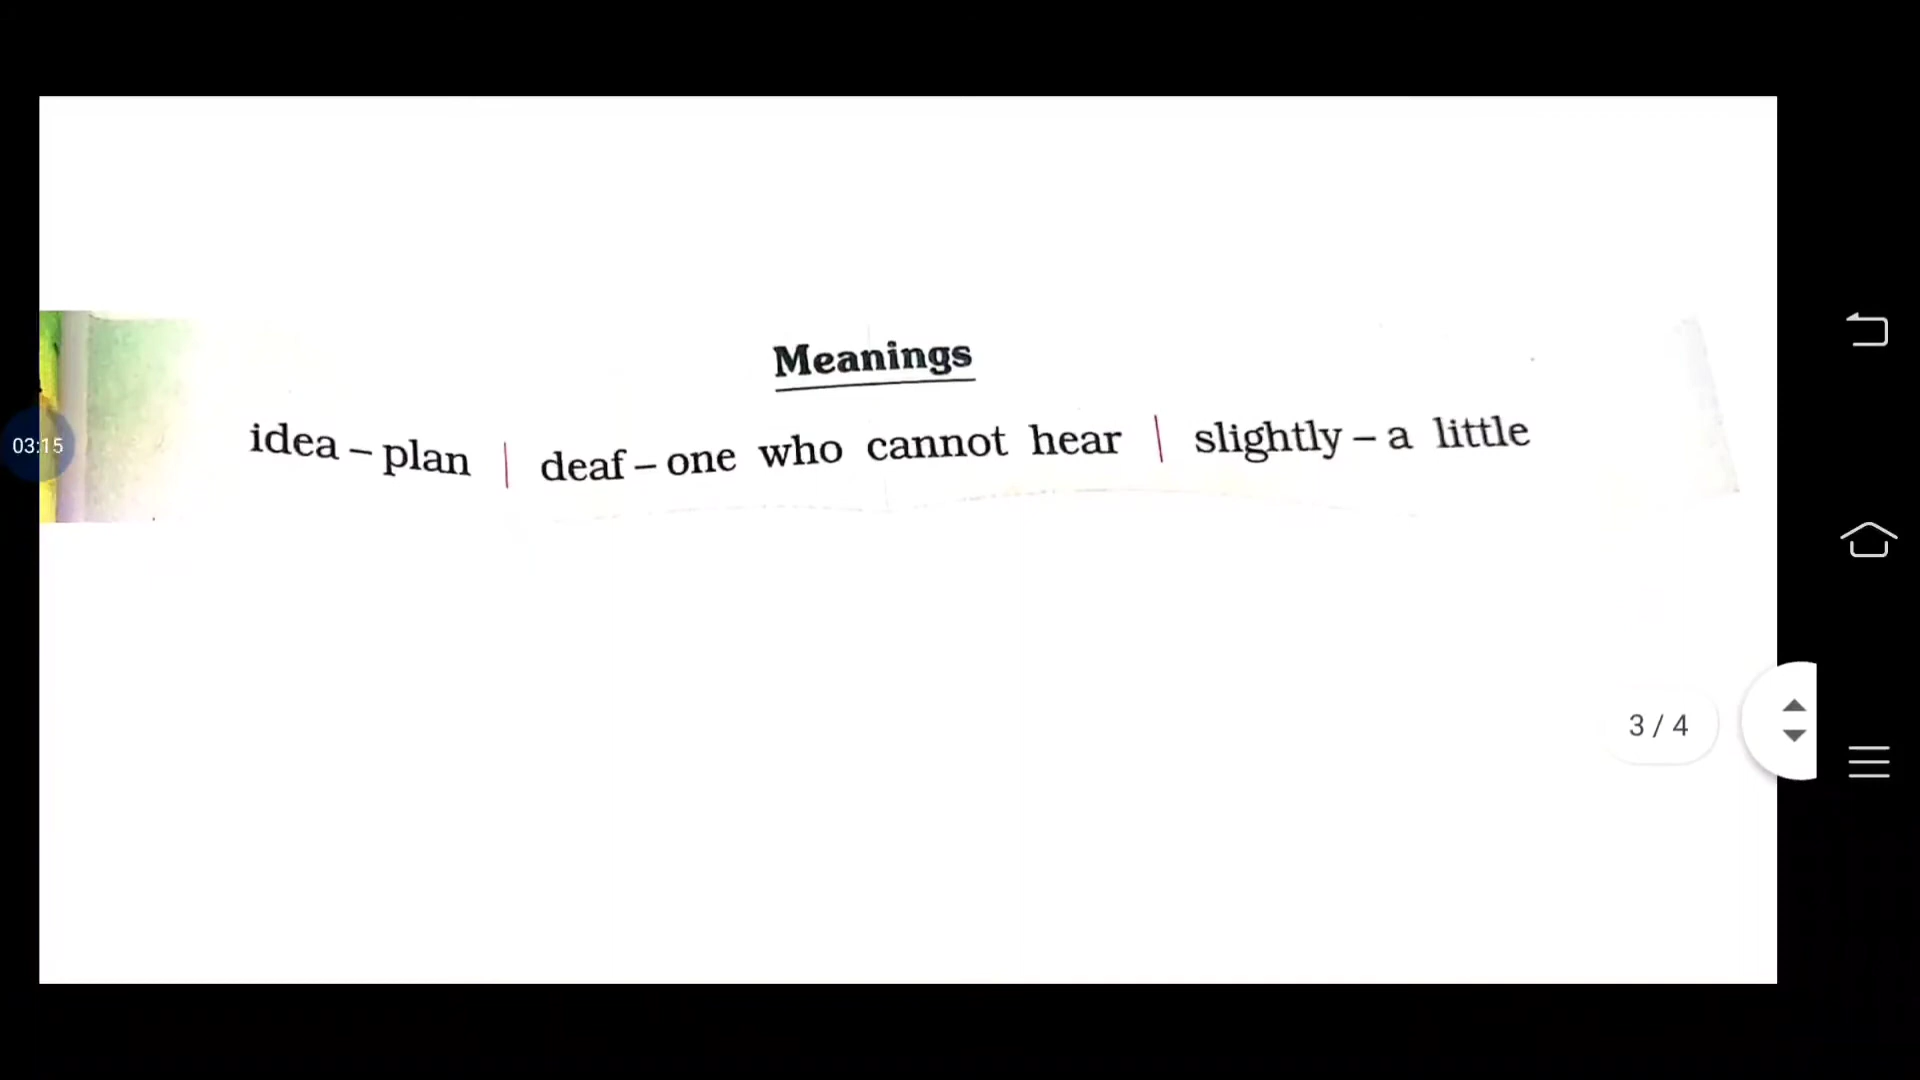 Meanings
idea – plan | deaf – one who cannot hear | slightly – a little
03:15
3 / 4